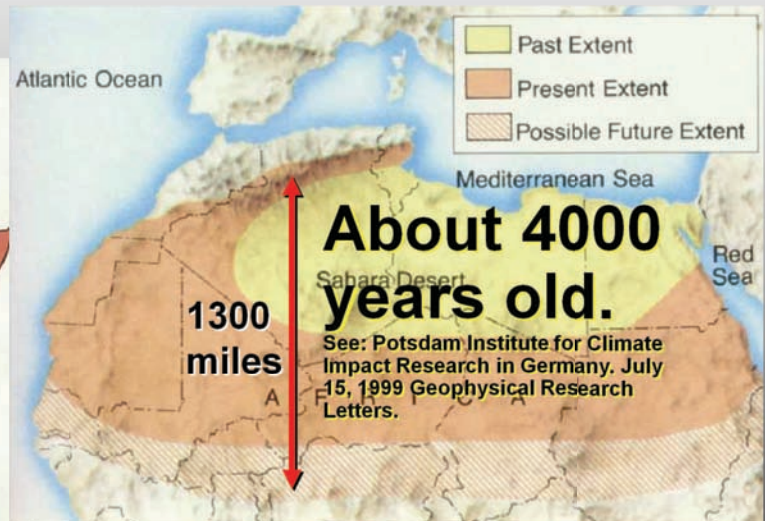 Atlantic Ocean
Past Extent
Present Extent
Possible Future Extent
Mediterranean Sea
Red
Sea
About 4000
Sahara Desert
years old.
1300
miles
See: Potsdam Institute for Climate
Impact Research in Germany. July
15, 1999 Geophysical Research
Letters.
A F R I C A